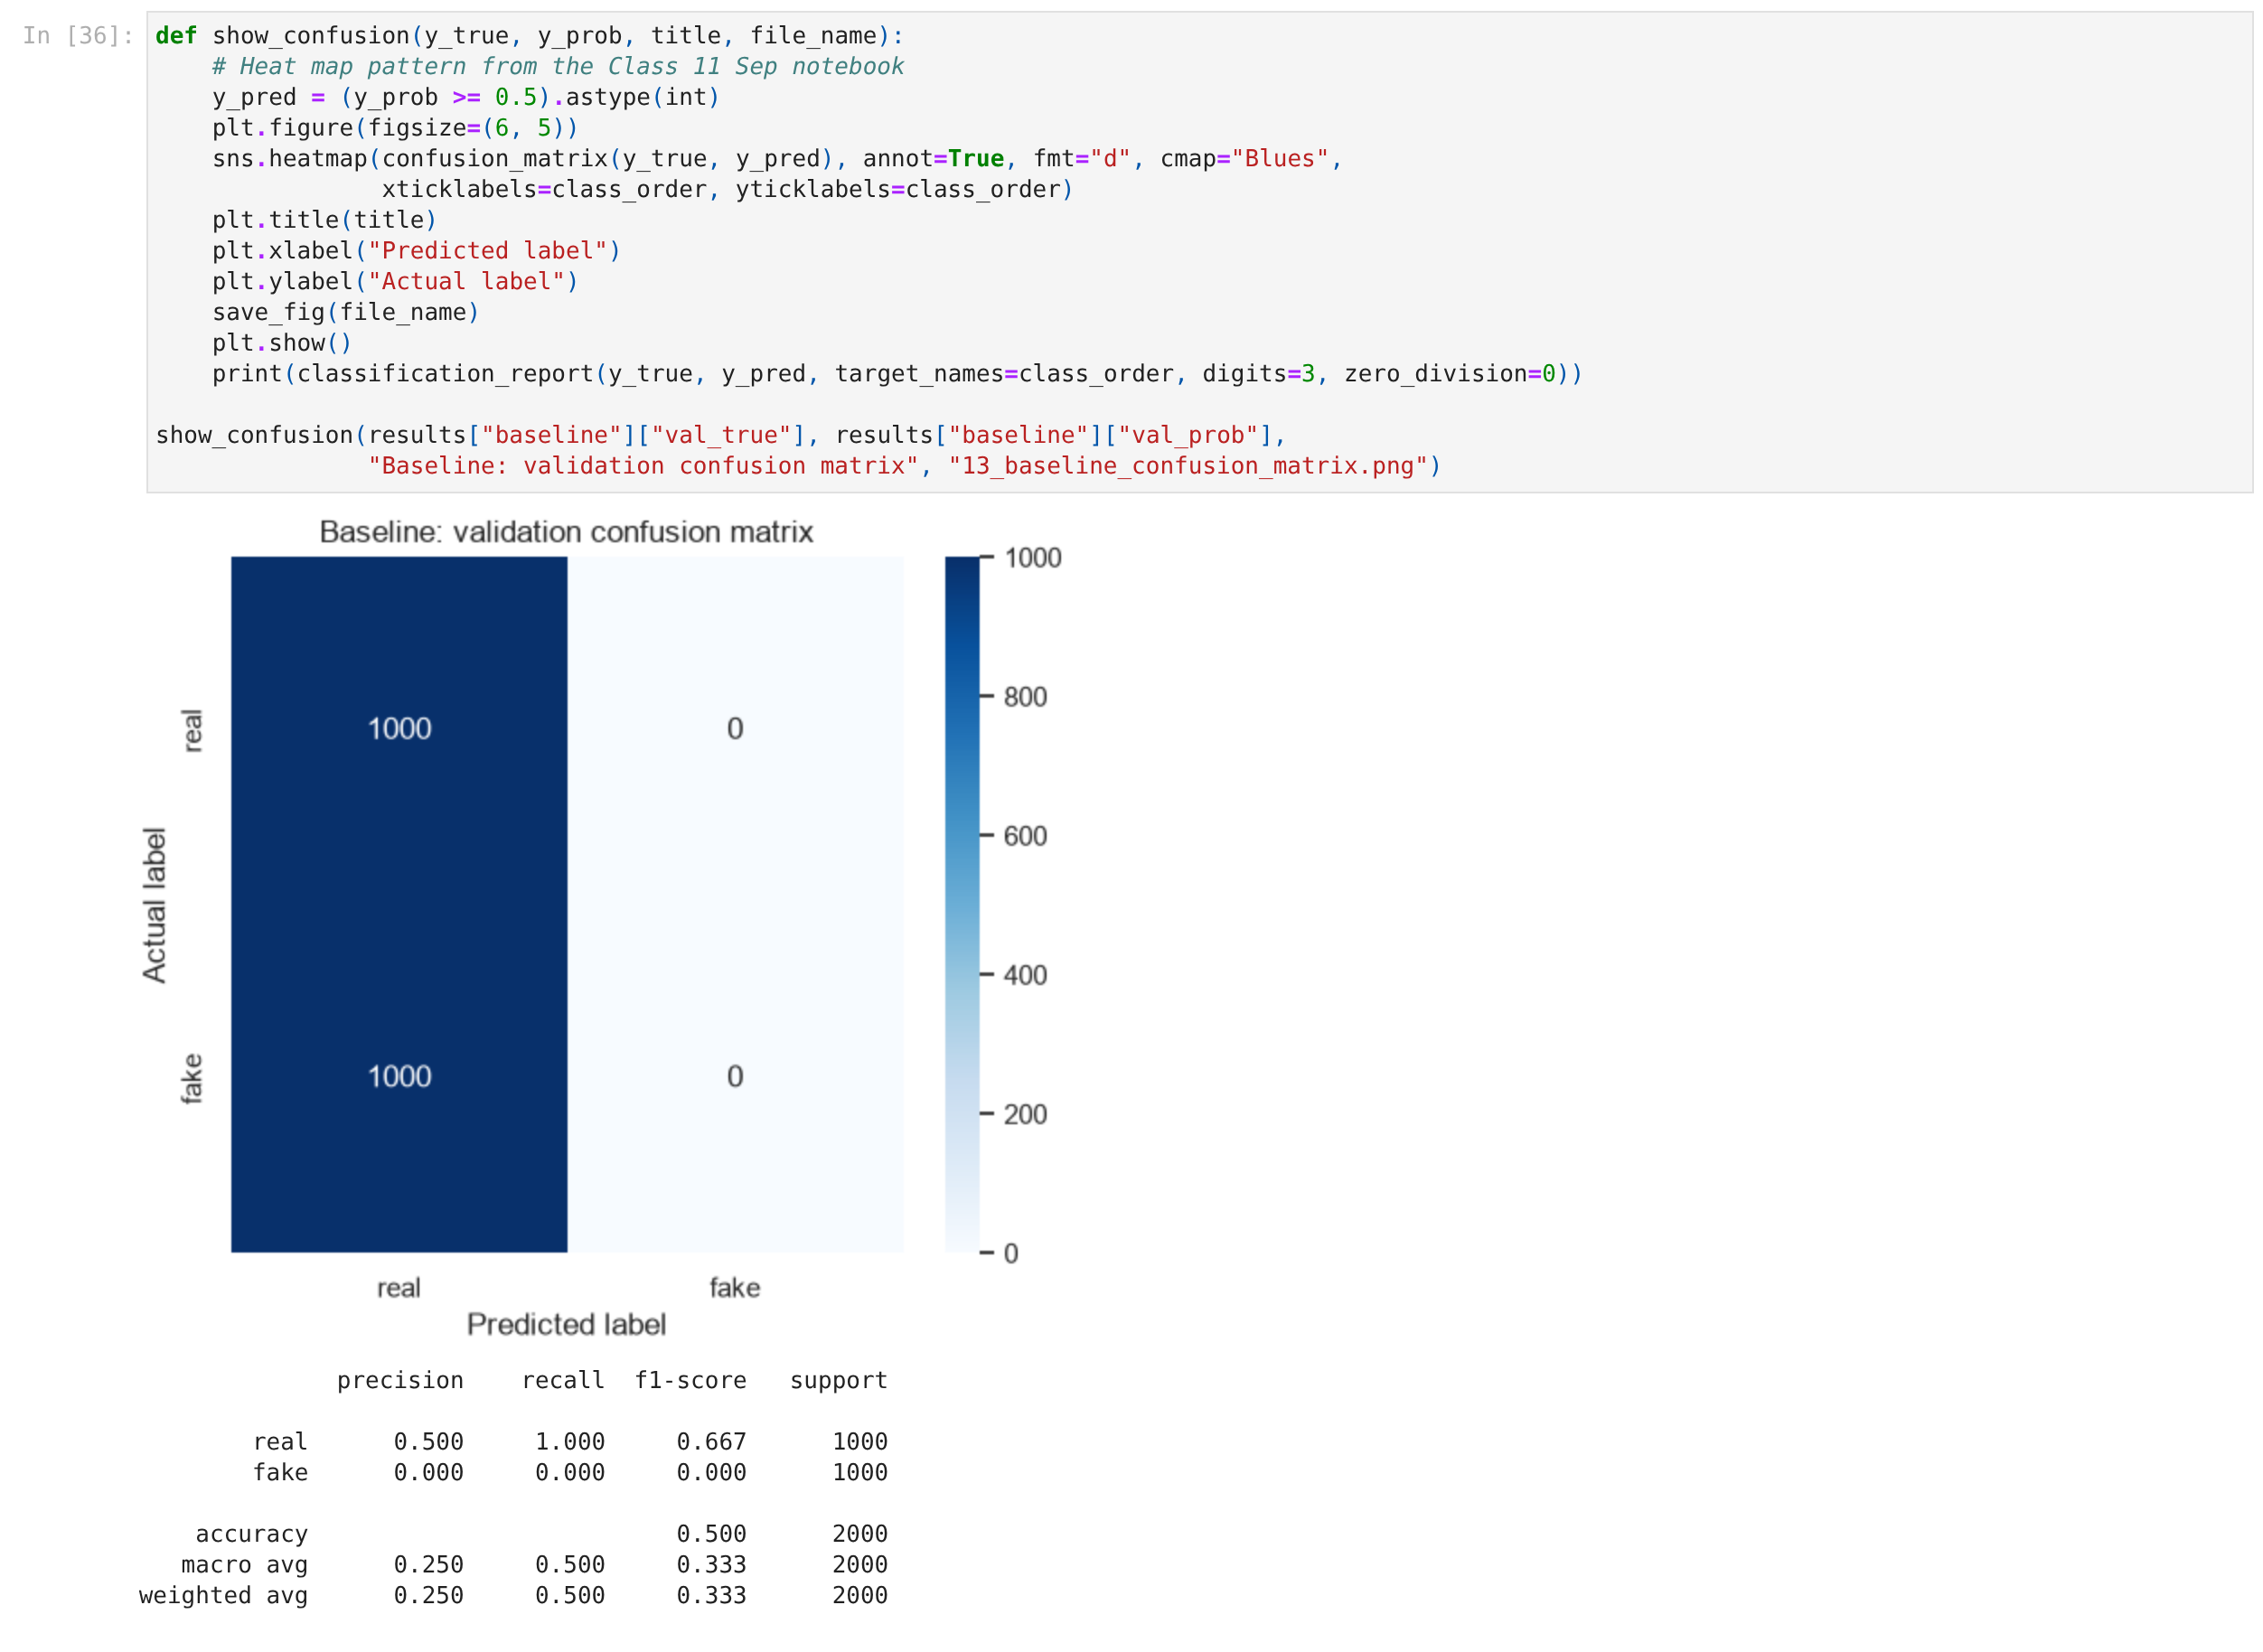 In [36]:
def show_confusion(y_true, y_prob, title, file_name):
    # Heat map pattern from the Class 11 Sep notebook
    y_pred = (y_prob >= 0.5).astype(int)
    plt.figure(figsize=(6, 5))
    sns.heatmap(confusion_matrix(y_true, y_pred), annot=True, fmt="d", cmap="Blues",
                xticklabels=class_order, yticklabels=class_order)
    plt.title(title)
    plt.xlabel("Predicted label")
    plt.ylabel("Actual label")
    save_fig(file_name)
    plt.show()
    print(classification_report(y_true, y_pred, target_names=class_order, digits=3, zero_division=0))

show_confusion(results["baseline"]["val_true"], results["baseline"]["val_prob"],
               "Baseline: validation confusion matrix", "13_baseline_confusion_matrix.png")
Baseline: validation confusion matrix
1000
800
600
400
200
0
Actual label
real
1000 0
fake
1000 0
real fake
Predicted label
              precision    recall  f1-score   support

        real      0.500     1.000     0.667      1000
        fake      0.000     0.000     0.000      1000

    accuracy                          0.500      2000
   macro avg      0.250     0.500     0.333      2000
weighted avg      0.250     0.500     0.333      2000